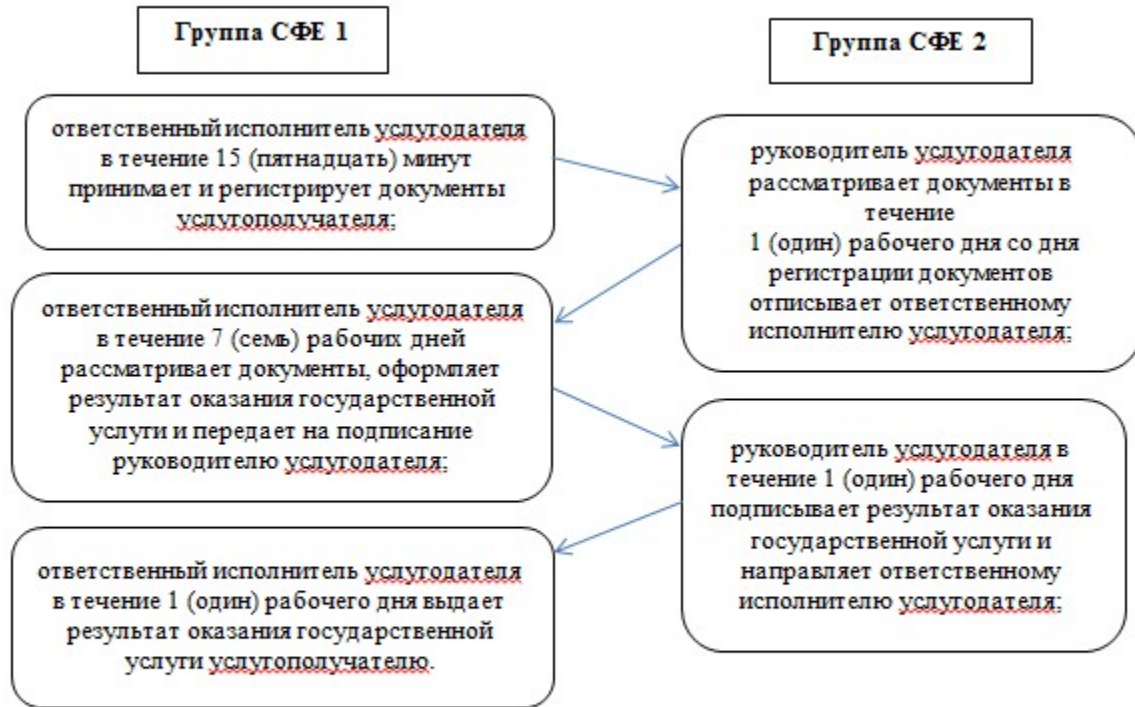 Группа СФЕ 1
Группа СФЕ 2
ответственный исполнитель услугодателя
в течение 15 (пятнадцать) минут
принимает и регистрирует документы
услугополучателя;
руководитель услугодателя
рассматривает документы в
течение
1 (один) рабочего дня со дня
регистрации документов
отписывает ответственному
исполнителю услугодателя;
ответственный исполнитель услугодателя
в течение 7 (семь) рабочих дней
рассматривает документы, оформляет
результат оказания государственной
услуги и передает на подписание
руководителю услугодателя;
руководитель услугодателя в
течение 1 (один) рабочего дня
подписывает результат оказания
государственной услуги и
направляет ответственному
исполнителю услугодателя;
ответственный исполнитель услугодателя
в течение 1 (один) рабочего дня выдает
результат оказания государственной
услуги услугополучателю.